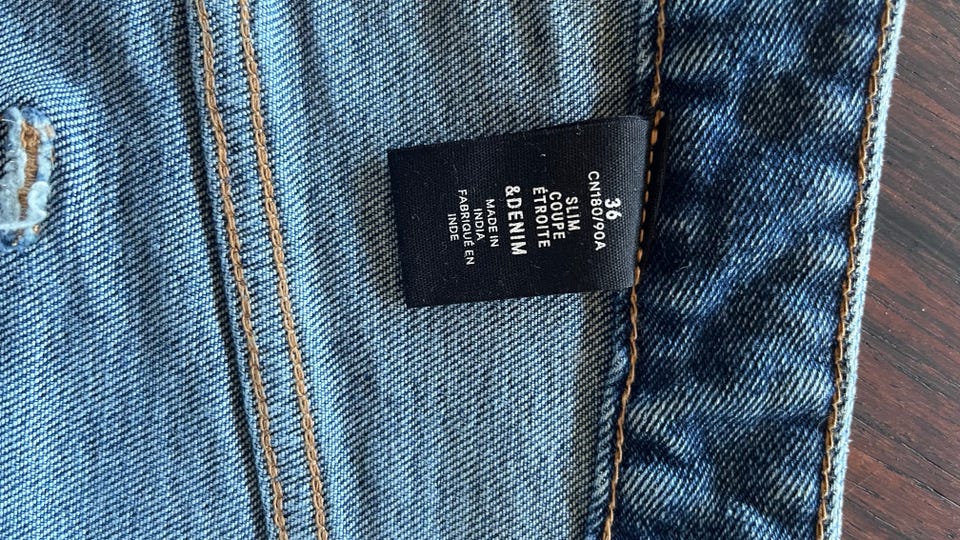 36
CN180/90A
SLIM
COUPE
ÉTROITE
&DENIM
MADE IN
INDIA
FABRIQUÉ EN
INDE